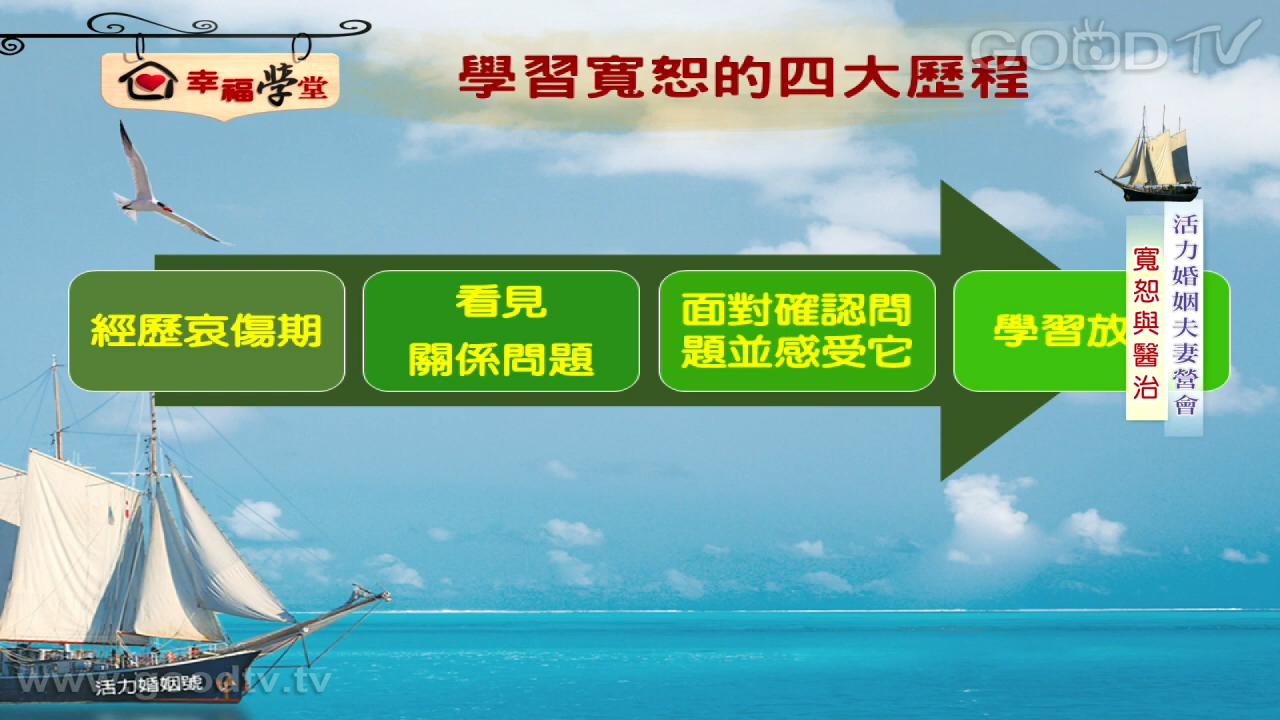 幸福學堂
學習寬恕的四大歷程
GOOD TV
經歷哀傷期
看見
關係問題
面對確認問
題並感受它
學習放
寬恕與醫治
活力婚姻夫妻營會
活力婚姻號
www.goodtv.tv